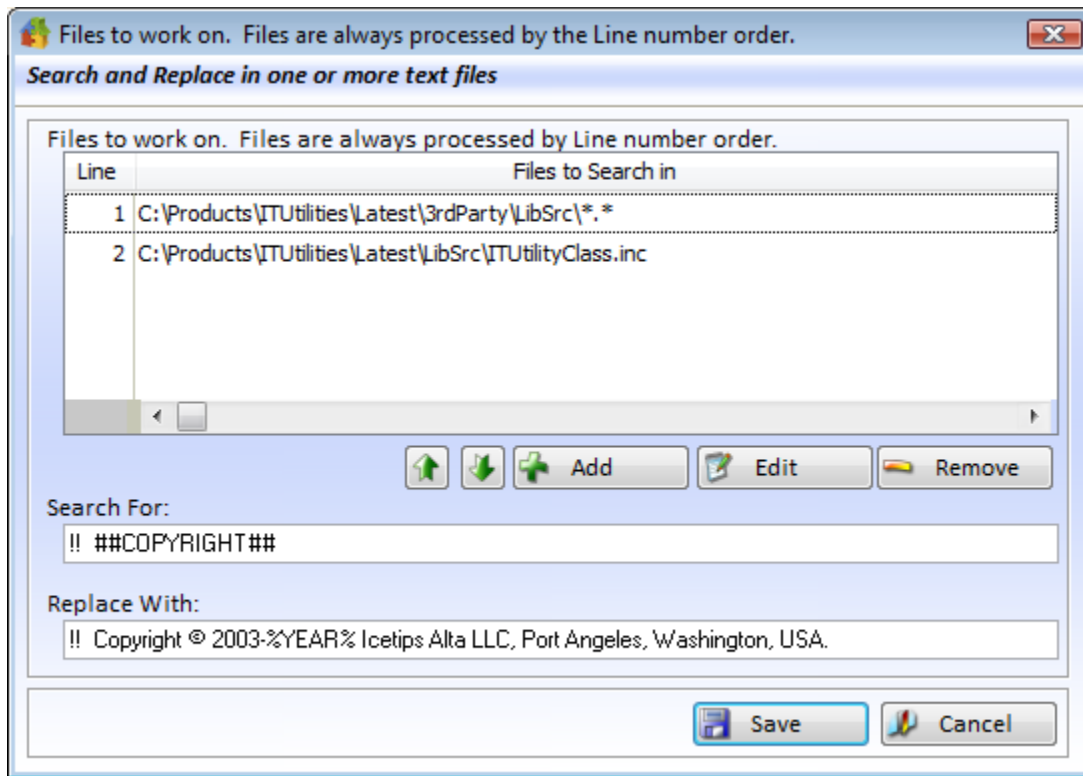 Files to work on.  Files are always processed by the Line number order.
Search and Replace in one or more text files
Files to work on.  Files are always processed by Line number order.
Line Files to Search in
1 C:\Products\ITUtilities\Latest\3rdParty\LibSrc\*.*
2 C:\Products\ITUtilities\Latest\LibSrc\ITUtilityClass.inc
Add Edit Remove
Search For:
!!  ##COPYRIGHT##
Replace With:
!!  Copyright © 2003-%YEAR% Icetips Alta LLC, Port Angeles, Washington, USA.
Save Cancel